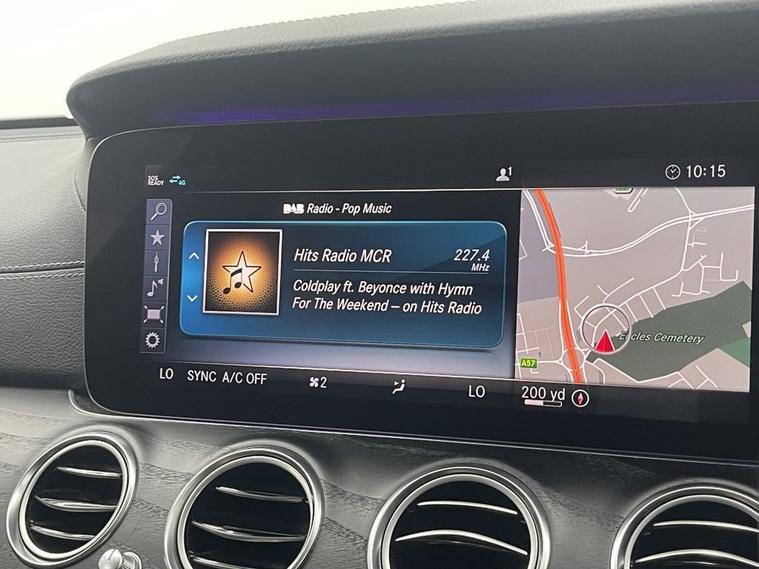 SOS
READY
4G
1
10:15
DAB Radio - Pop Music
Hits Radio MCR
227.4
MHz
Coldplay ft. Beyonce with Hymn
For The Weekend – on Hits Radio
Eccles Cemetery
A57
LO SYNC A/C OFF 2 LO 200 yd